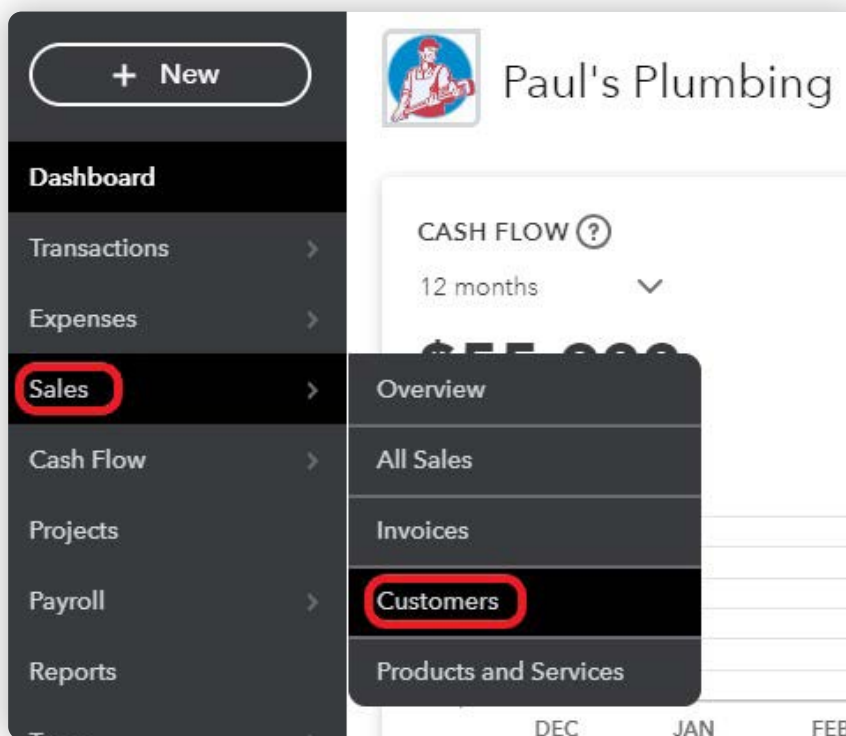 + New
Dashboard
Transactions
Expenses
Sales
Cash Flow
Projects
Payroll
Reports
Paul's Plumbing
CASH FLOW ?
12 months
Overview
All Sales
Invoices
Customers
Products and Services
DEC JAN FEB